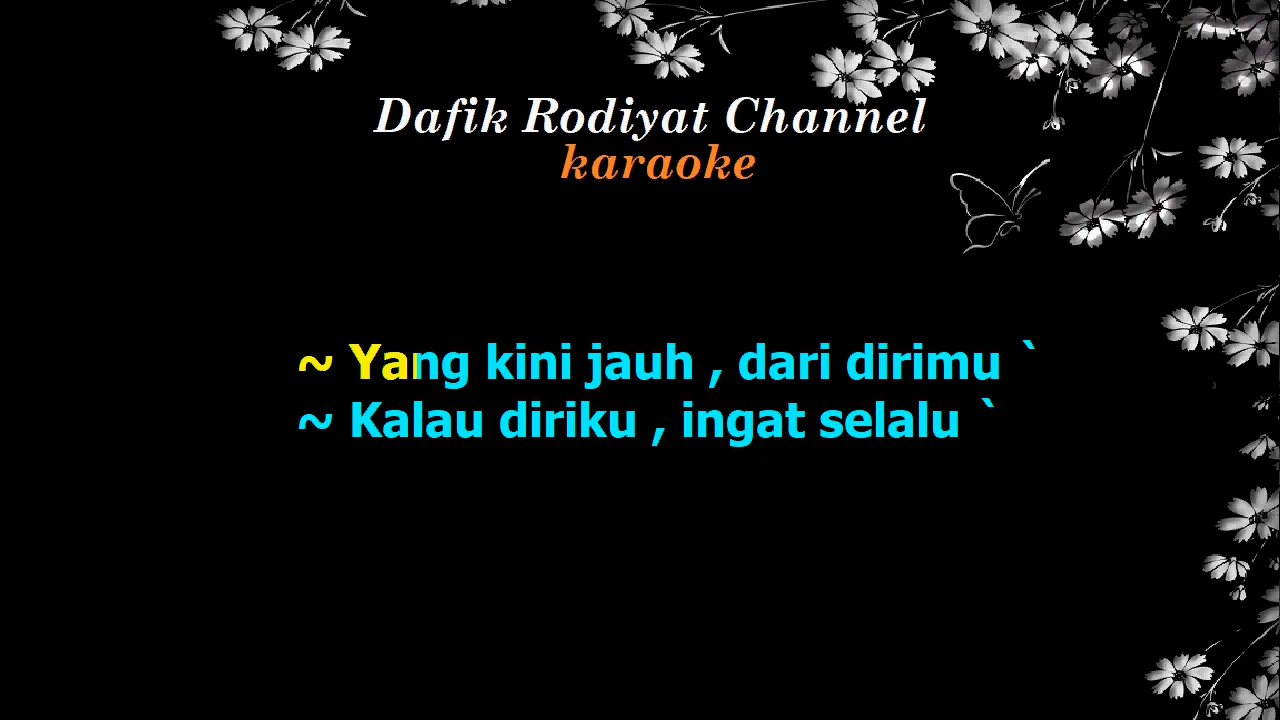 Dafik Rodiyat Channel
karaoke
~ Yang kini jauh , dari dirimu `
~ Kalau diriku , ingat selalu `